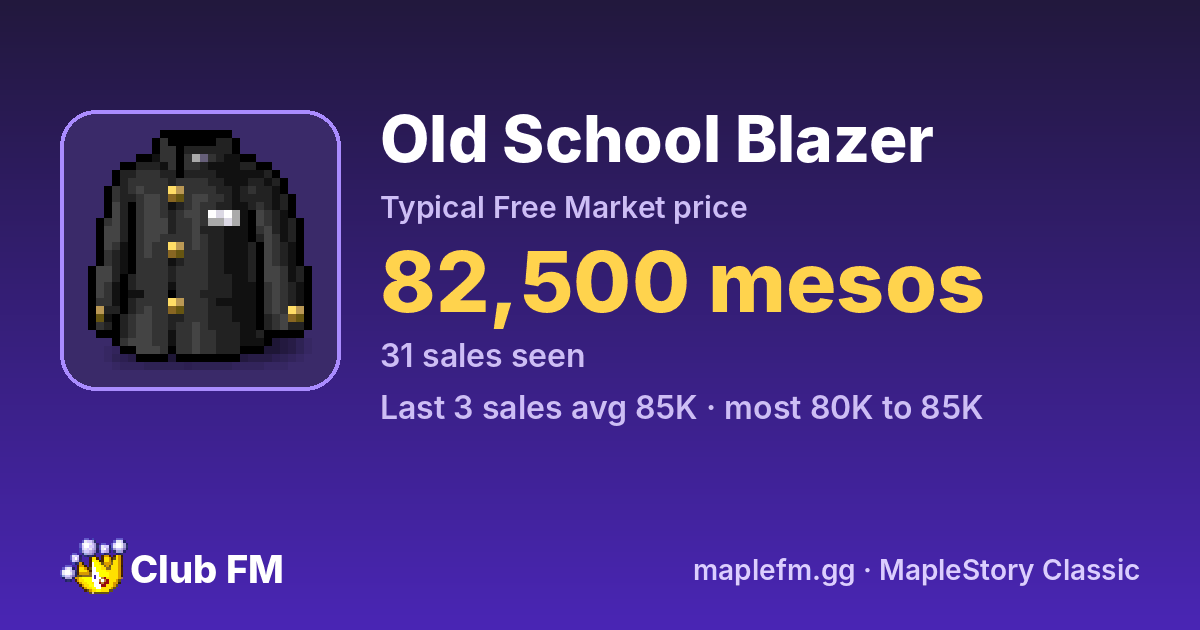 Old School Blazer
Typical Free Market price
82,500 mesos
31 sales seen
Last 3 sales avg 85K · most 80K to 85K
Club FM
maplefm.gg · MapleStory Classic